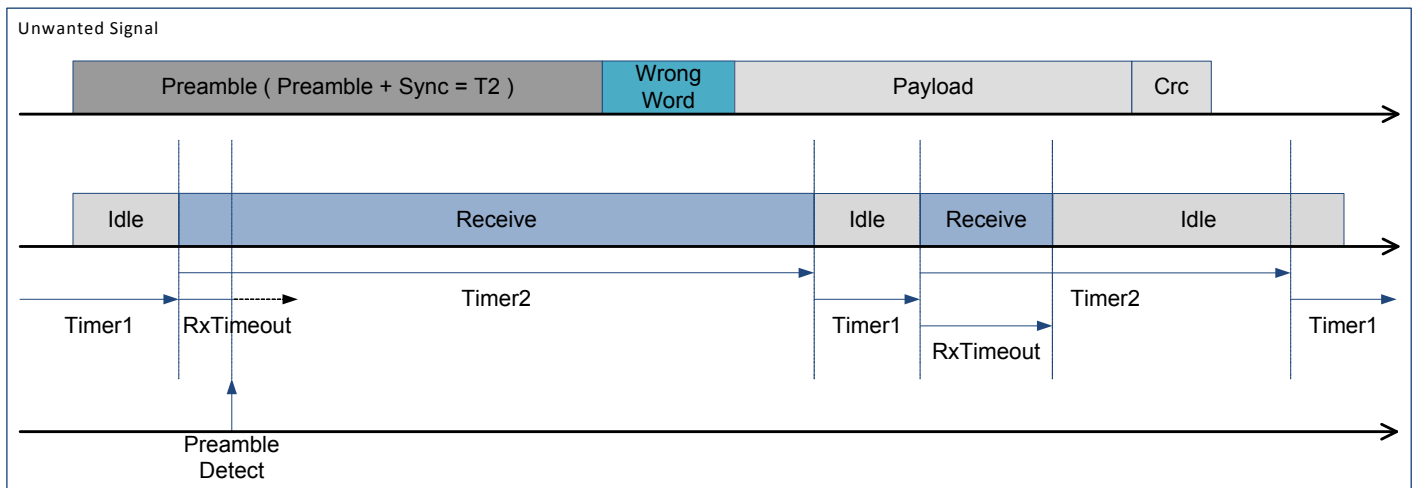 Unwanted Signal
Preamble ( Preamble + Sync = T2 )
Wrong
Word
Payload
Crc
Idle
Receive
Idle
Receive
Idle
Timer1
RxTimeout
Timer2
Timer1
RxTimeout
Timer2
Timer1
Preamble
Detect